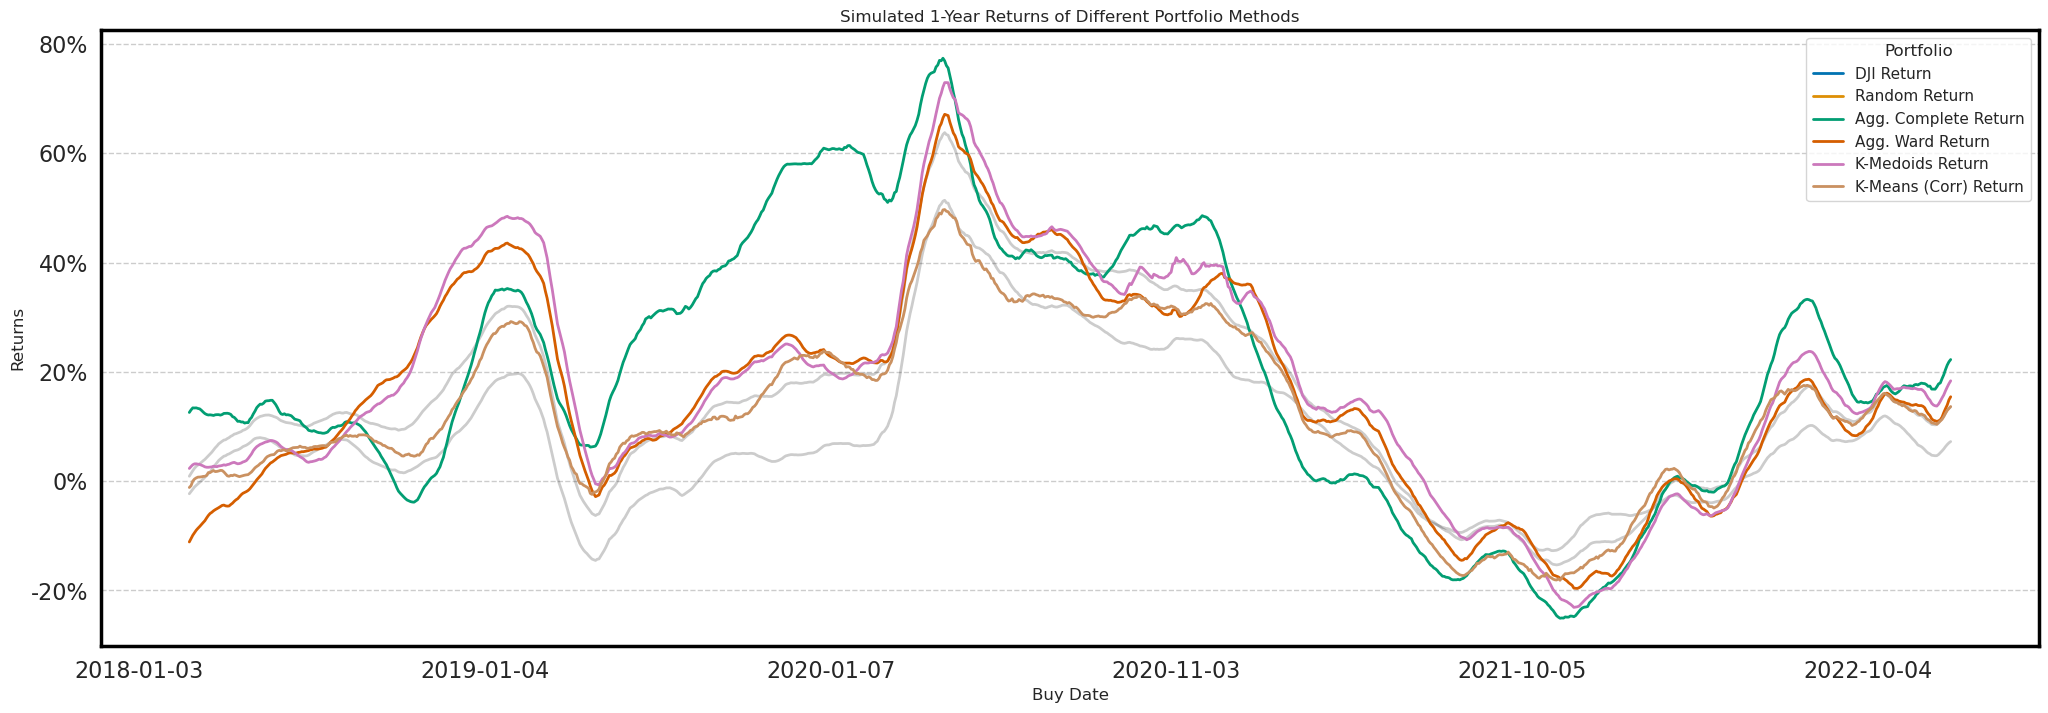 Simulated 1-Year Returns of Different Portfolio Methods
80%
60%
40%
20%
0%
-20%
Returns
Portfolio
DJI Return
Random Return
Agg. Complete Return
Agg. Ward Return
K-Medoids Return
K-Means (Corr) Return
2018-01-03
2019-01-04
2020-01-07
2020-11-03
2021-10-05
2022-10-04
Buy Date